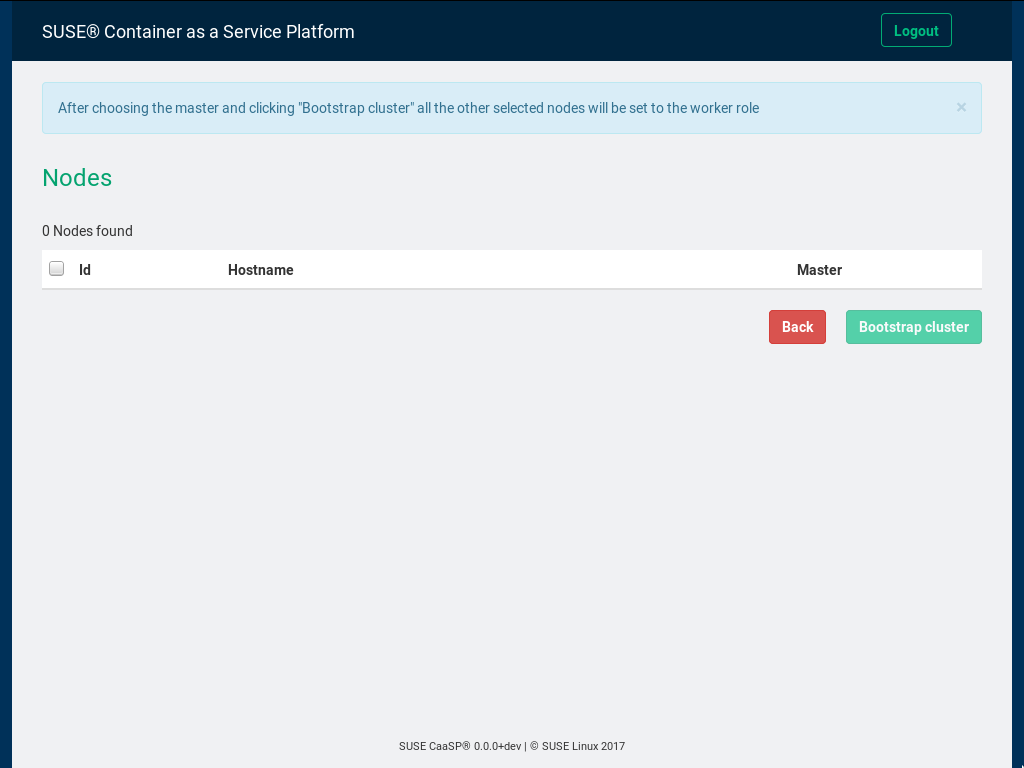 SUSE® Container as a Service Platform
Logout
After choosing the master and clicking "Bootstrap cluster" all the other selected nodes will be set to the worker role ×
Nodes
0 Nodes found
Id Hostname Master
Back Bootstrap cluster
SUSE CaaSP® 0.0.0+dev | © SUSE Linux 2017